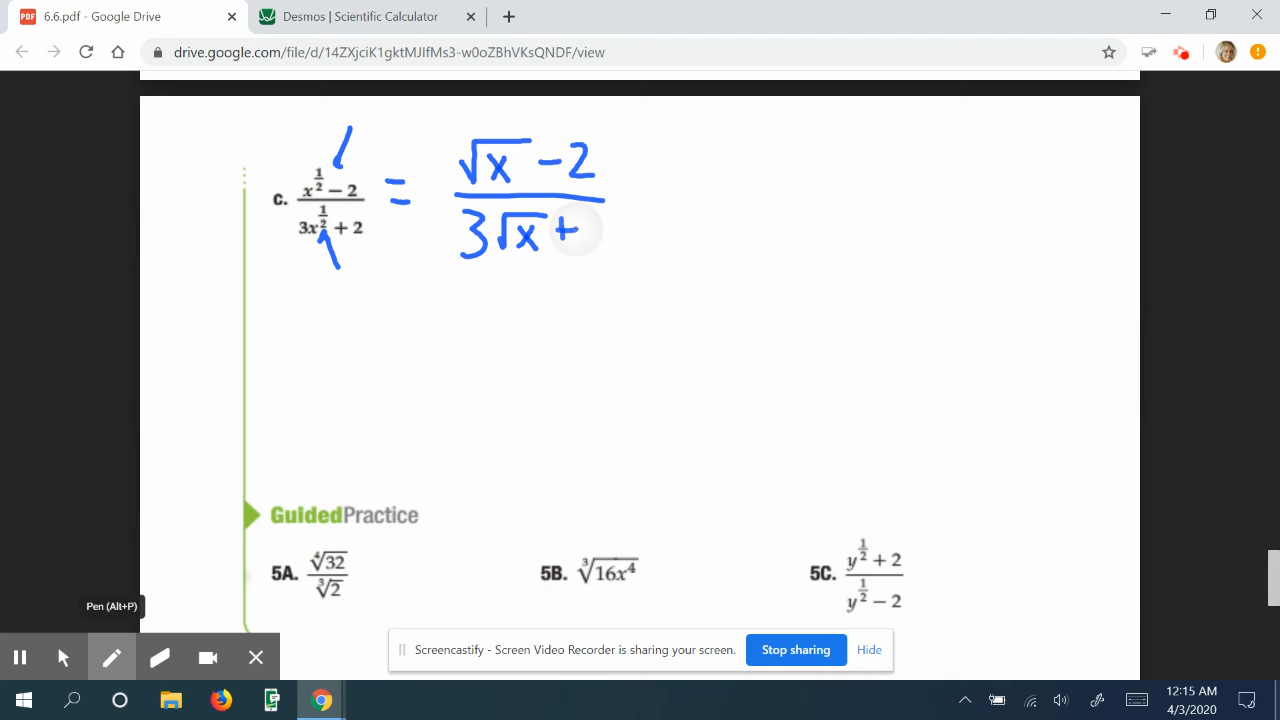 6.6.pdf - Google Drive
Desmos | Scientific Calculator
drive.google.com/file/d/14ZXjciK1gktMJIfMs3-w0oZBhVKsQNDF/view
C. (x^(1/2) − 2)/(3x^(1/2) + 2) = (√x − 2)/(3√x +
GuidedPractice
5A. ∜32/∛2
5B. ∛16x⁴
5C. (y^(1/2) + 2)/(y^(1/2) − 2)
Pen (Alt+P)
Screencastify - Screen Video Recorder is sharing your screen.
Stop sharing
Hide
12:15 AM
4/3/2020